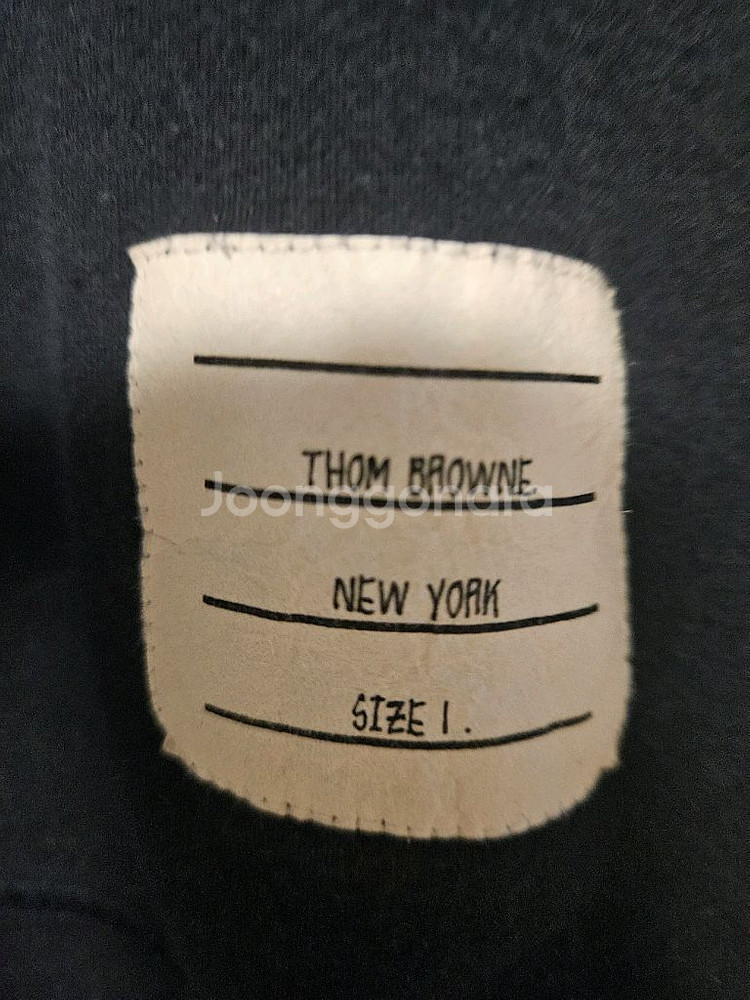 THOM BROWNE
Joonggonara
NEW YORK
SIZE 1.